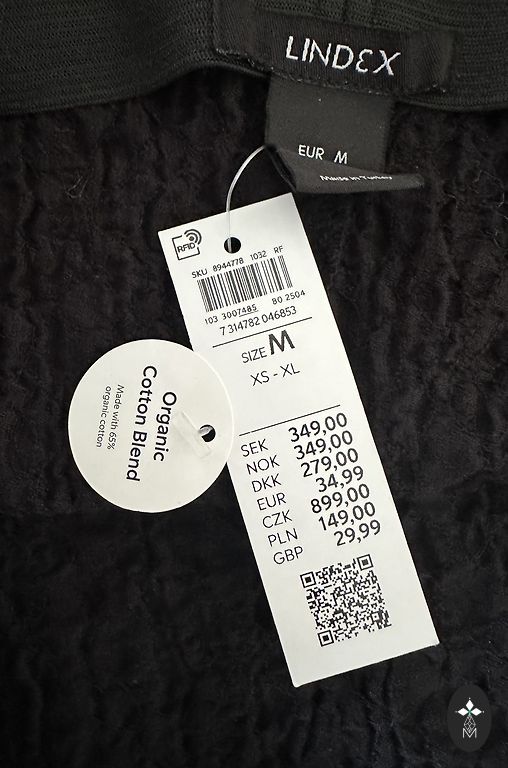 LINDEX
EUR M
Made in Turkey
RFID
SKU 8944778 1032 RF
103 3007485 80 2504
7 314782 046853
SIZE M
XS - XL
SEK 349,00
NOK 349,00
DKK 279,00
EUR 34,99
CZK 899,00
PLN 149,00
GBP 29,99
Organic
Cotton Blend
Made with 65%
organic cotton
M